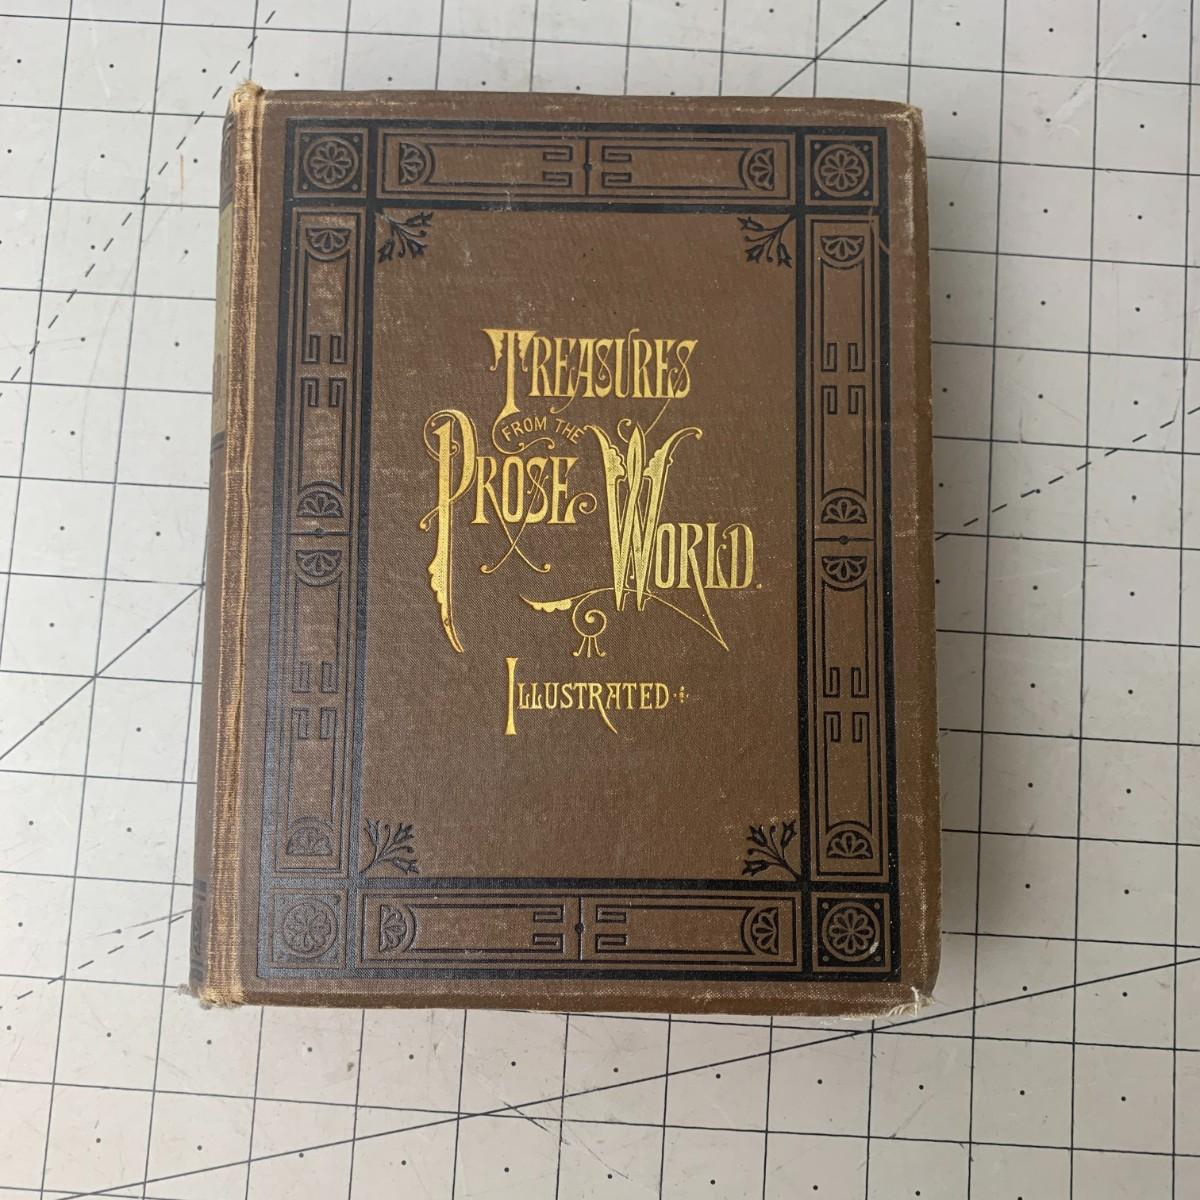 TREASURES
FROM THE
PROSE WORLD.
ILLUSTRATED